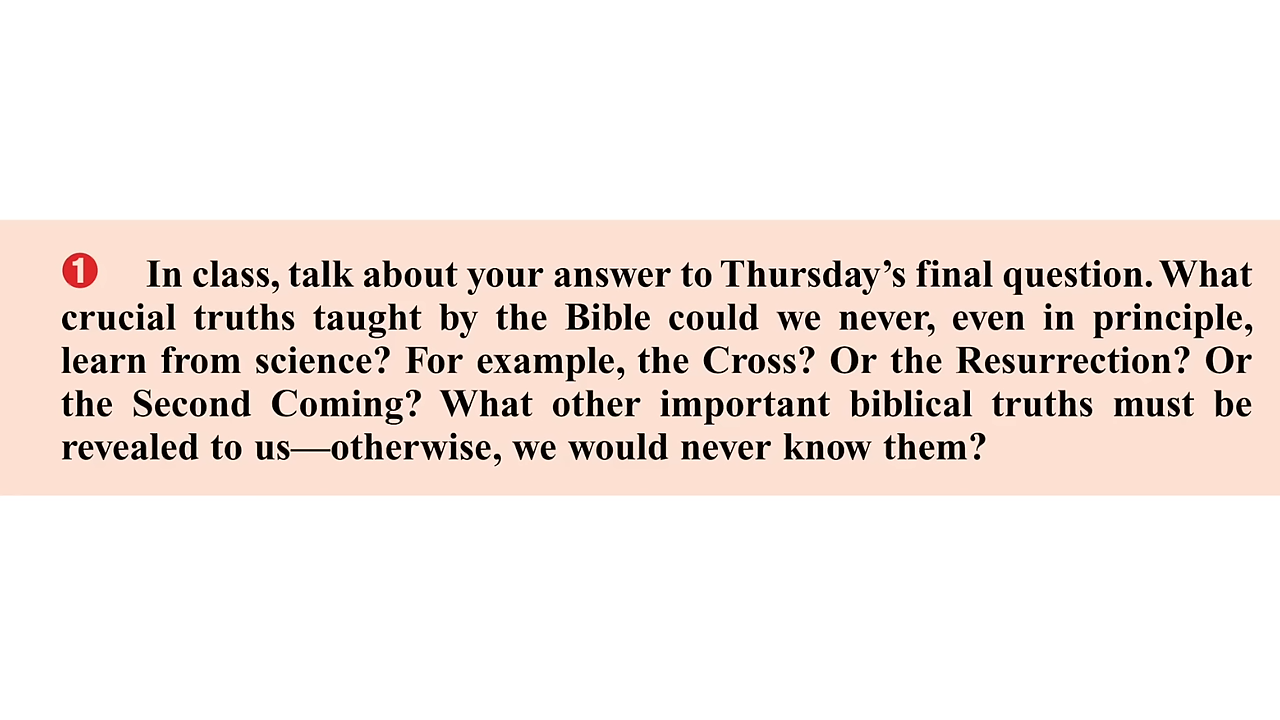 ❶ In class, talk about your answer to Thursday’s final question. What
crucial truths taught by the Bible could we never, even in principle,
learn from science? For example, the Cross? Or the Resurrection? Or
the Second Coming? What other important biblical truths must be
revealed to us—otherwise, we would never know them?